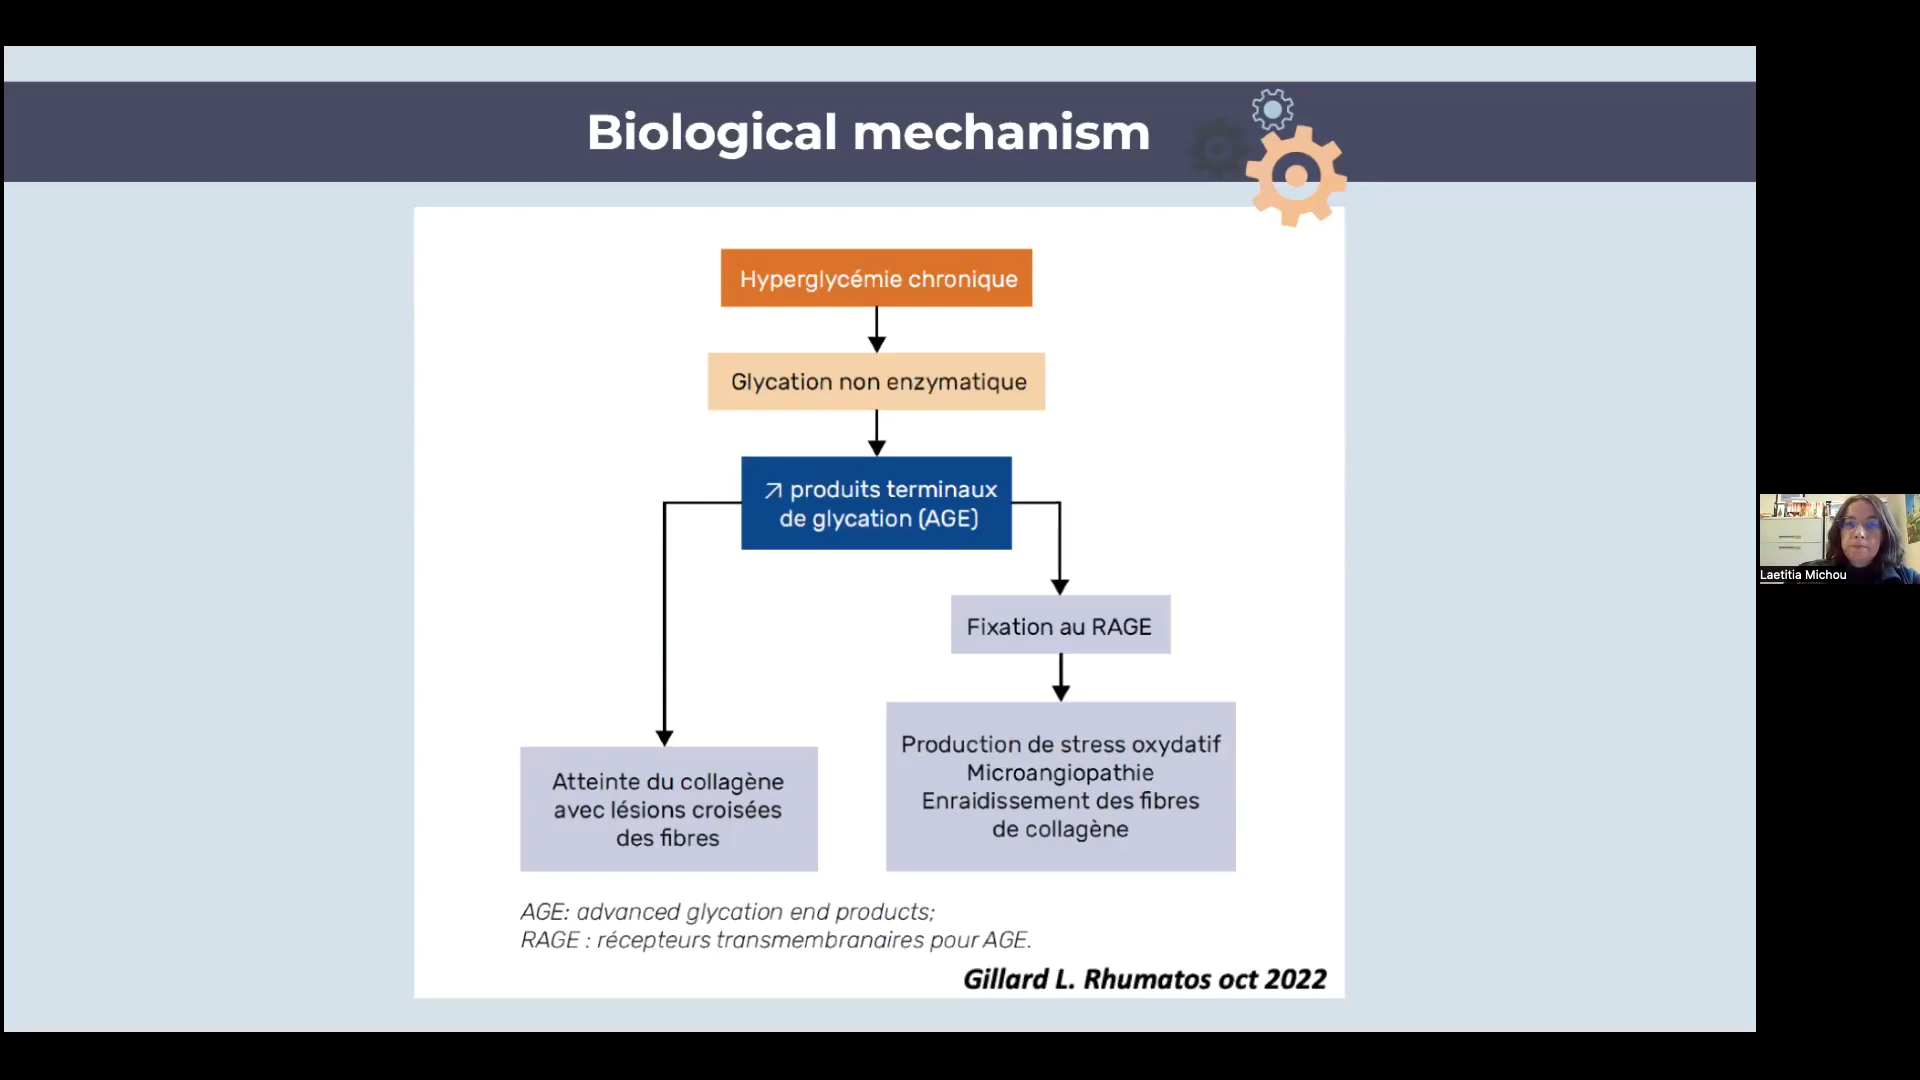 Biological mechanism
Hyperglycémie chronique
Glycation non enzymatique
↗ produits terminaux
de glycation (AGE)
Fixation au RAGE
Atteinte du collagène
avec lésions croisées
des fibres
Production de stress oxydatif
Microangiopathie
Enraidissement des fibres
de collagène
AGE: advanced glycation end products;
RAGE : récepteurs transmembranaires pour AGE.
Gillard L. Rhumatos oct 2022
Laetitia Michou